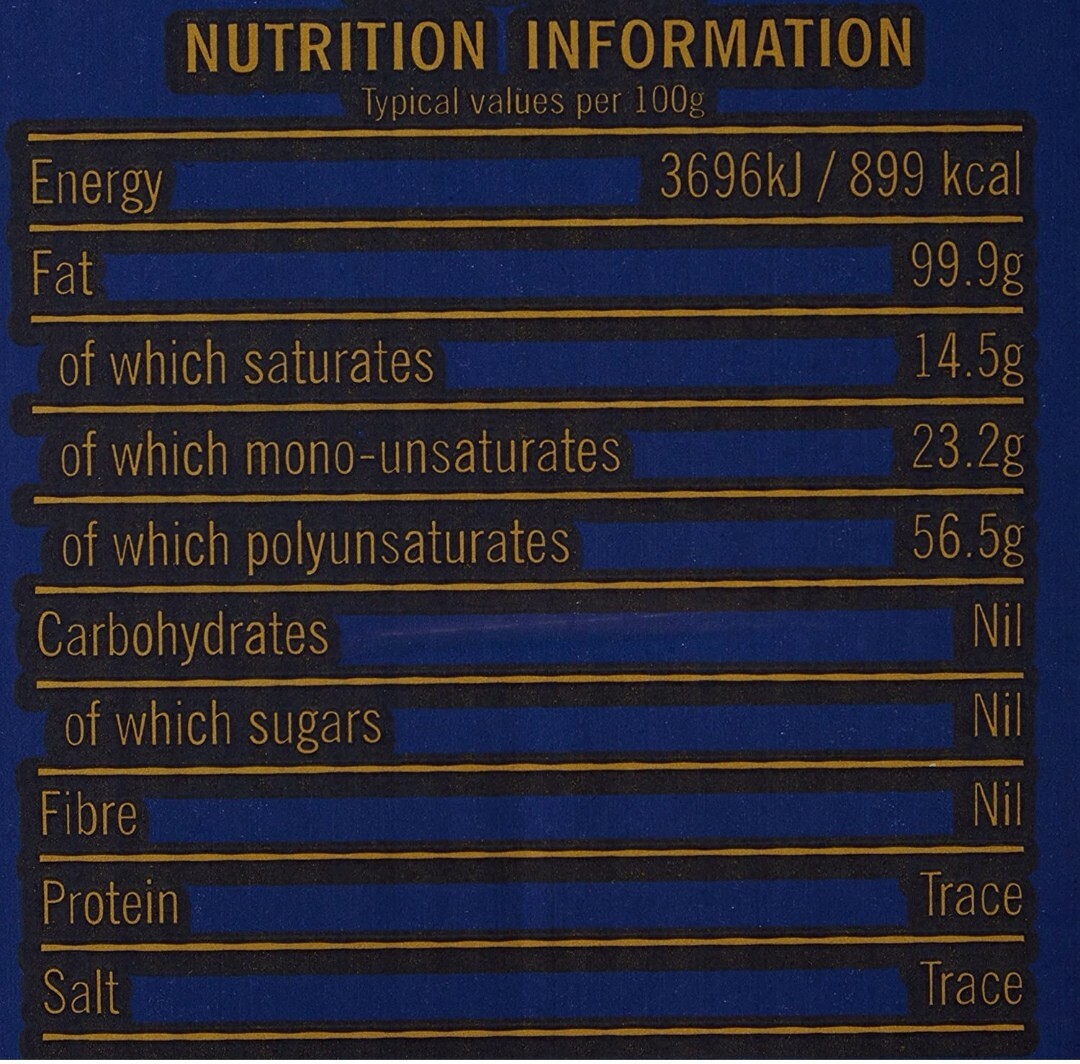 NUTRITION INFORMATION
Typical values per 100g
Energy 3696kJ / 899 kcal
Fat 99.9g
of which saturates 14.5g
of which mono-unsaturates 23.2g
of which polyunsaturates 56.5g
Carbohydrates Nil
of which sugars Nil
Fibre Nil
Protein Trace
Salt Trace